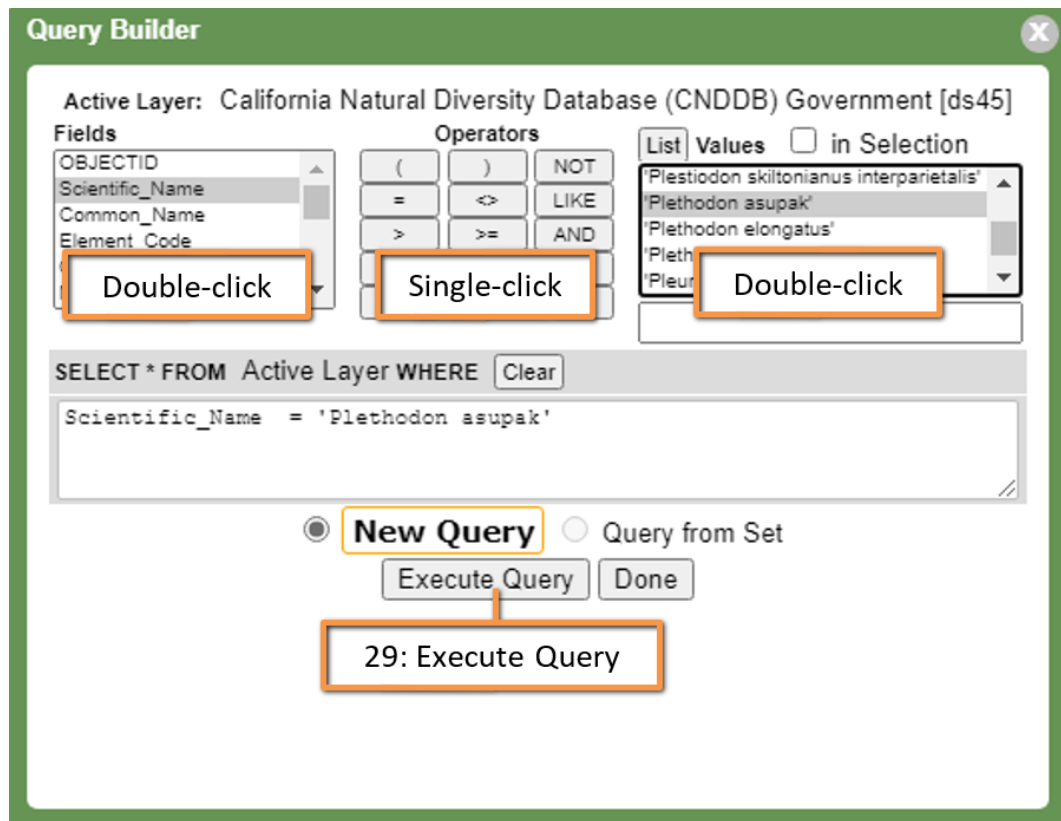 Query Builder
X
Active Layer: California Natural Diversity Database (CNDDB) Government [ds45]
Fields
Operators
List Values in Selection
OBJECTID
Scientific_Name
Common_Name
Element_Code
( ) NOT
= <> LIKE
> >= AND
'Plestiodon skiltonianus interparietalis'
'Plethodon asupak'
'Plethodon elongatus'
'Pleth
'Pleur
Double-click
Single-click
Double-click
SELECT * FROM Active Layer WHERE Clear
Scientific_Name = 'Plethodon asupak'
New Query Query from Set
Execute Query Done
29: Execute Query